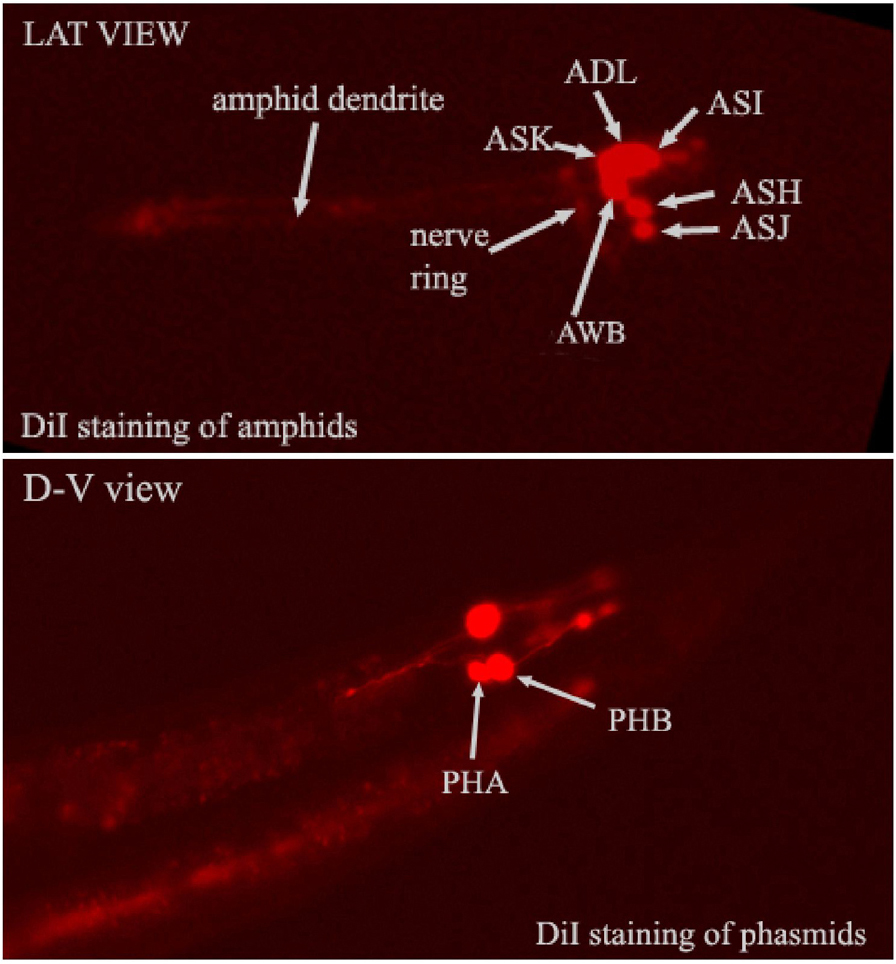 LAT VIEW
ADL
amphid dendrite
ASI
ASK
ASH
ASJ
nerve
ring
AWB
DiI staining of amphids
D-V view
PHB
PHA
DiI staining of phasmids